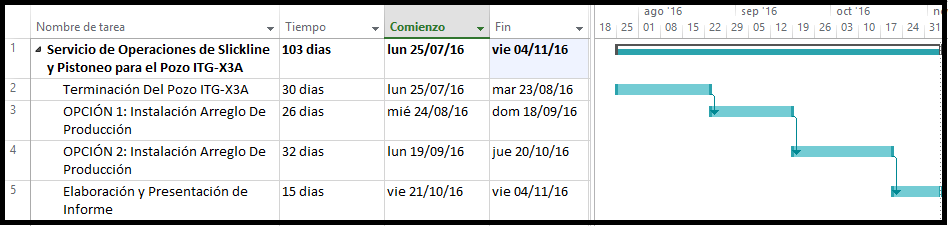 Nombre de tarea Tiempo Comienzo Fin
ago '16 sep '16 oct '16
18 25 01 08 15 22 29 05 12 19 26 03 10 17 24 31
1 Servicio de Operaciones de Slickline y Pistoneo para el Pozo ITG-X3A 103 dias lun 25/07/16 vie 04/11/16
2 Terminación Del Pozo ITG-X3A 30 dias lun 25/07/16 mar 23/08/16
3 OPCIÓN 1: Instalación Arreglo De Producción 26 dias mié 24/08/16 dom 18/09/16
4 OPCIÓN 2: Instalación Arreglo De Producción 32 dias lun 19/09/16 jue 20/10/16
5 Elaboración y Presentación de Informe 15 dias vie 21/10/16 vie 04/11/16